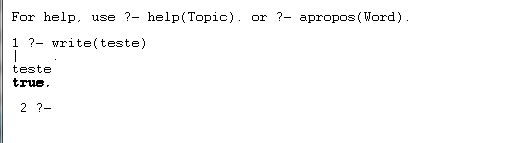 For help, use ?- help(Topic). or ?- apropos(Word).
1 ?- write(teste)
|    .
teste
true.
2 ?-